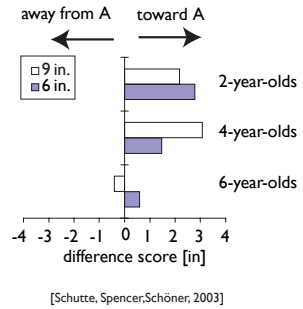 away from A toward A
9 in.
6 in.
2-year-olds
4-year-olds
6-year-olds
-4 -3 -2 -1 0 1 2 3 4
difference score [in]
[Schutte, Spencer,Schöner, 2003]